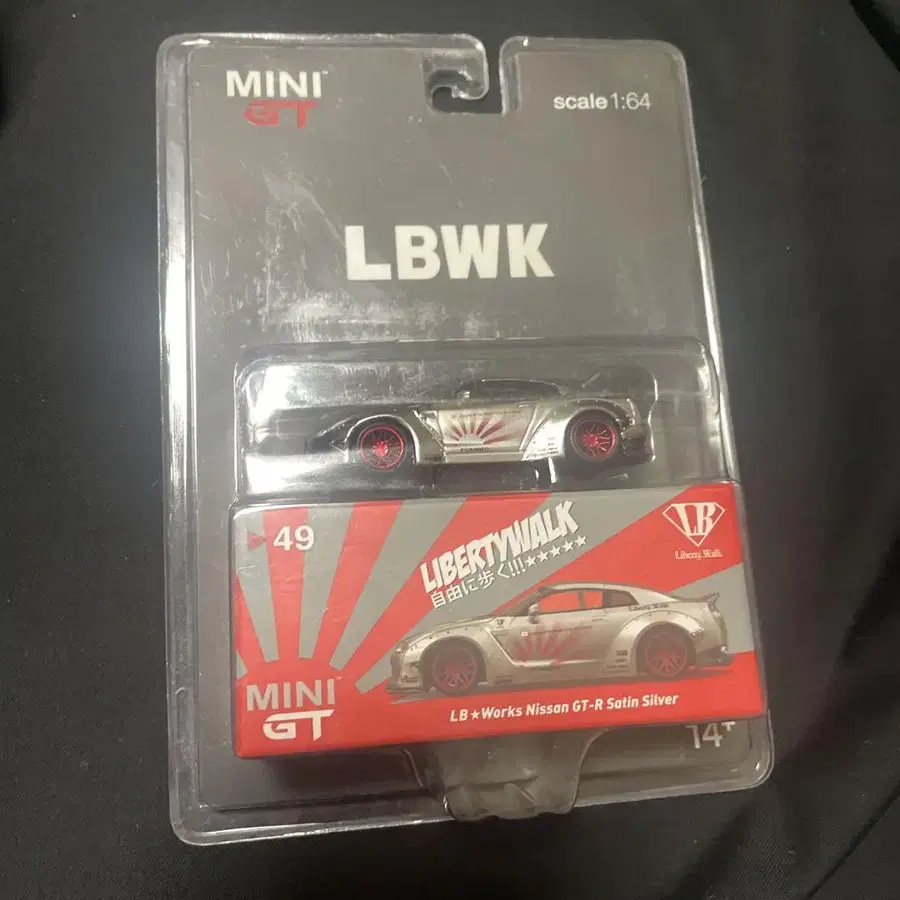 MINI
GT
scale 1:64
LBWK
49
LIBERTYWALK
自由に歩く!!!★★★★★
LB
Liberty Walk
MINI
GT
LB★Works Nissan GT-R Satin Silver
14+